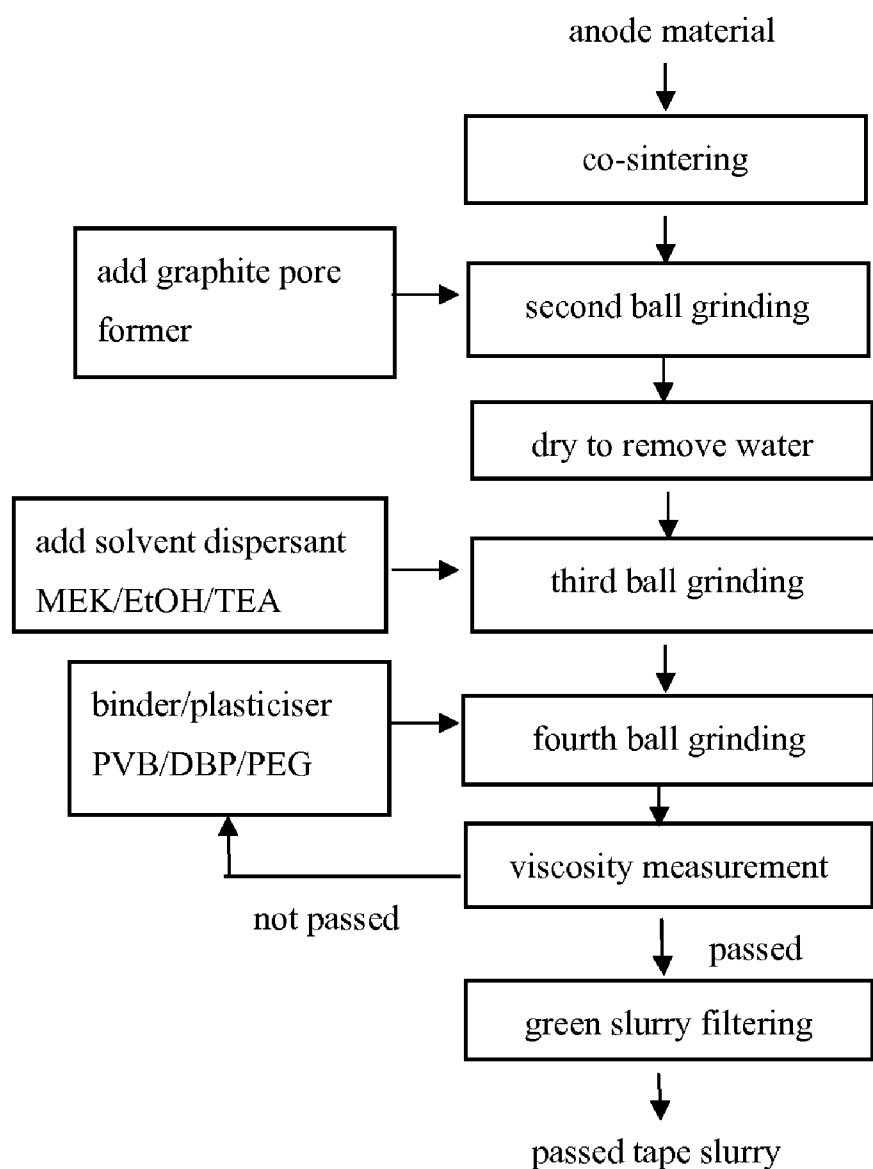 anode material
co-sintering
add graphite pore
former
second ball grinding
dry to remove water
add solvent dispersant
MEK/EtOH/TEA
third ball grinding
binder/plasticiser
PVB/DBP/PEG
fourth ball grinding
viscosity measurement
not passed
passed
green slurry filtering
passed tape slurry